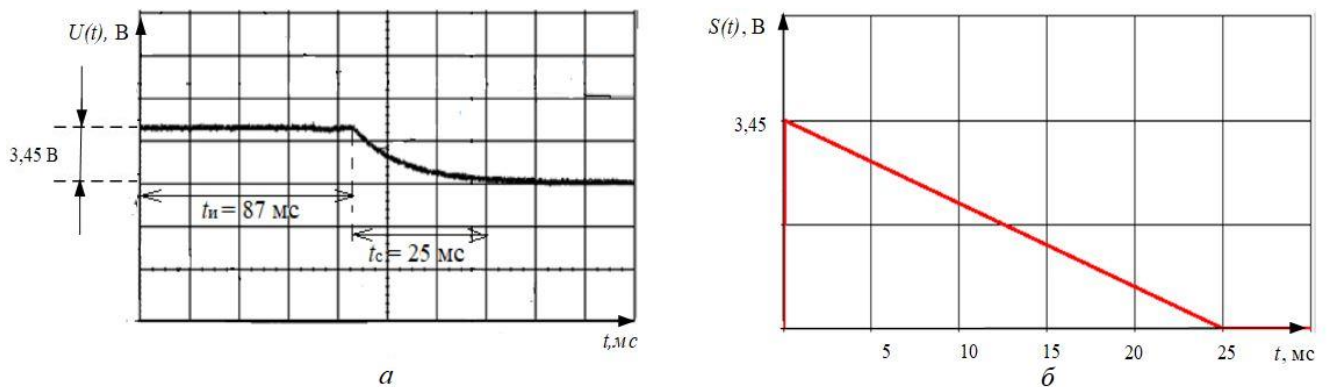 U(t), В
3,45 В
tи = 87 мс
tс = 25 мс
t,мс
а
S(t), В
3,45
5 10 15 20 25 t, мс
б